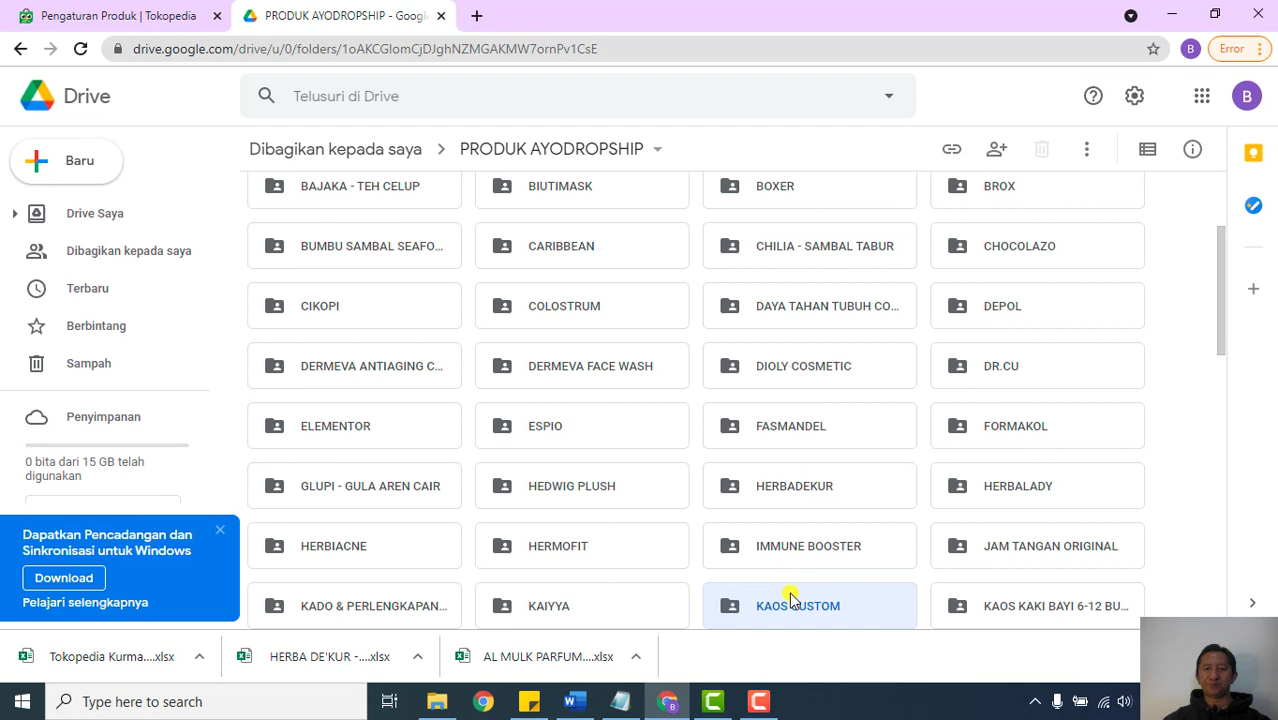 Pengaturan Produk | Tokopedia
PRODUK AYODROPSHIP - Google
drive.google.com/drive/u/0/folders/1oAKCGlomCjDJghNZMGAKMW7ornPv1CsE
B
Error
Drive
Telusuri di Drive
B
Baru
Dibagikan kepada saya
PRODUK AYODROPSHIP
Drive Saya
Dibagikan kepada saya
Terbaru
Berbintang
Sampah
Penyimpanan
0 bita dari 15 GB telah
digunakan
Dapatkan Pencadangan dan
Sinkronisasi untuk Windows
Download
Pelajari selengkapnya
BAJAKA - TEH CELUP
BIUTIMASK
BOXER
BROX
BUMBU SAMBAL SEAFO...
CARIBBEAN
CHILIA - SAMBAL TABUR
CHOCOLAZO
CIKOPI
COLOSTRUM
DAYA TAHAN TUBUH CO...
DEPOL
DERMEVA ANTIAGING C...
DERMEVA FACE WASH
DIOLY COSMETIC
DR.CU
ELEMENTOR
ESPIO
FASMANDEL
FORMAKOL
GLUPI - GULA AREN CAIR
HEDWIG PLUSH
HERBADEKUR
HERBALADY
HERBIACNE
HERMOFIT
IMMUNE BOOSTER
JAM TANGAN ORIGINAL
KADO & PERLENGKAPAN...
KAIYYA
KAOS CUSTOM
KAOS KAKI BAYI 6-12 BU...
Tokopedia Kurma....xlsx
HERBA DE'KUR -....xlsx
AL MULK PARFUM....xlsx
Type here to search